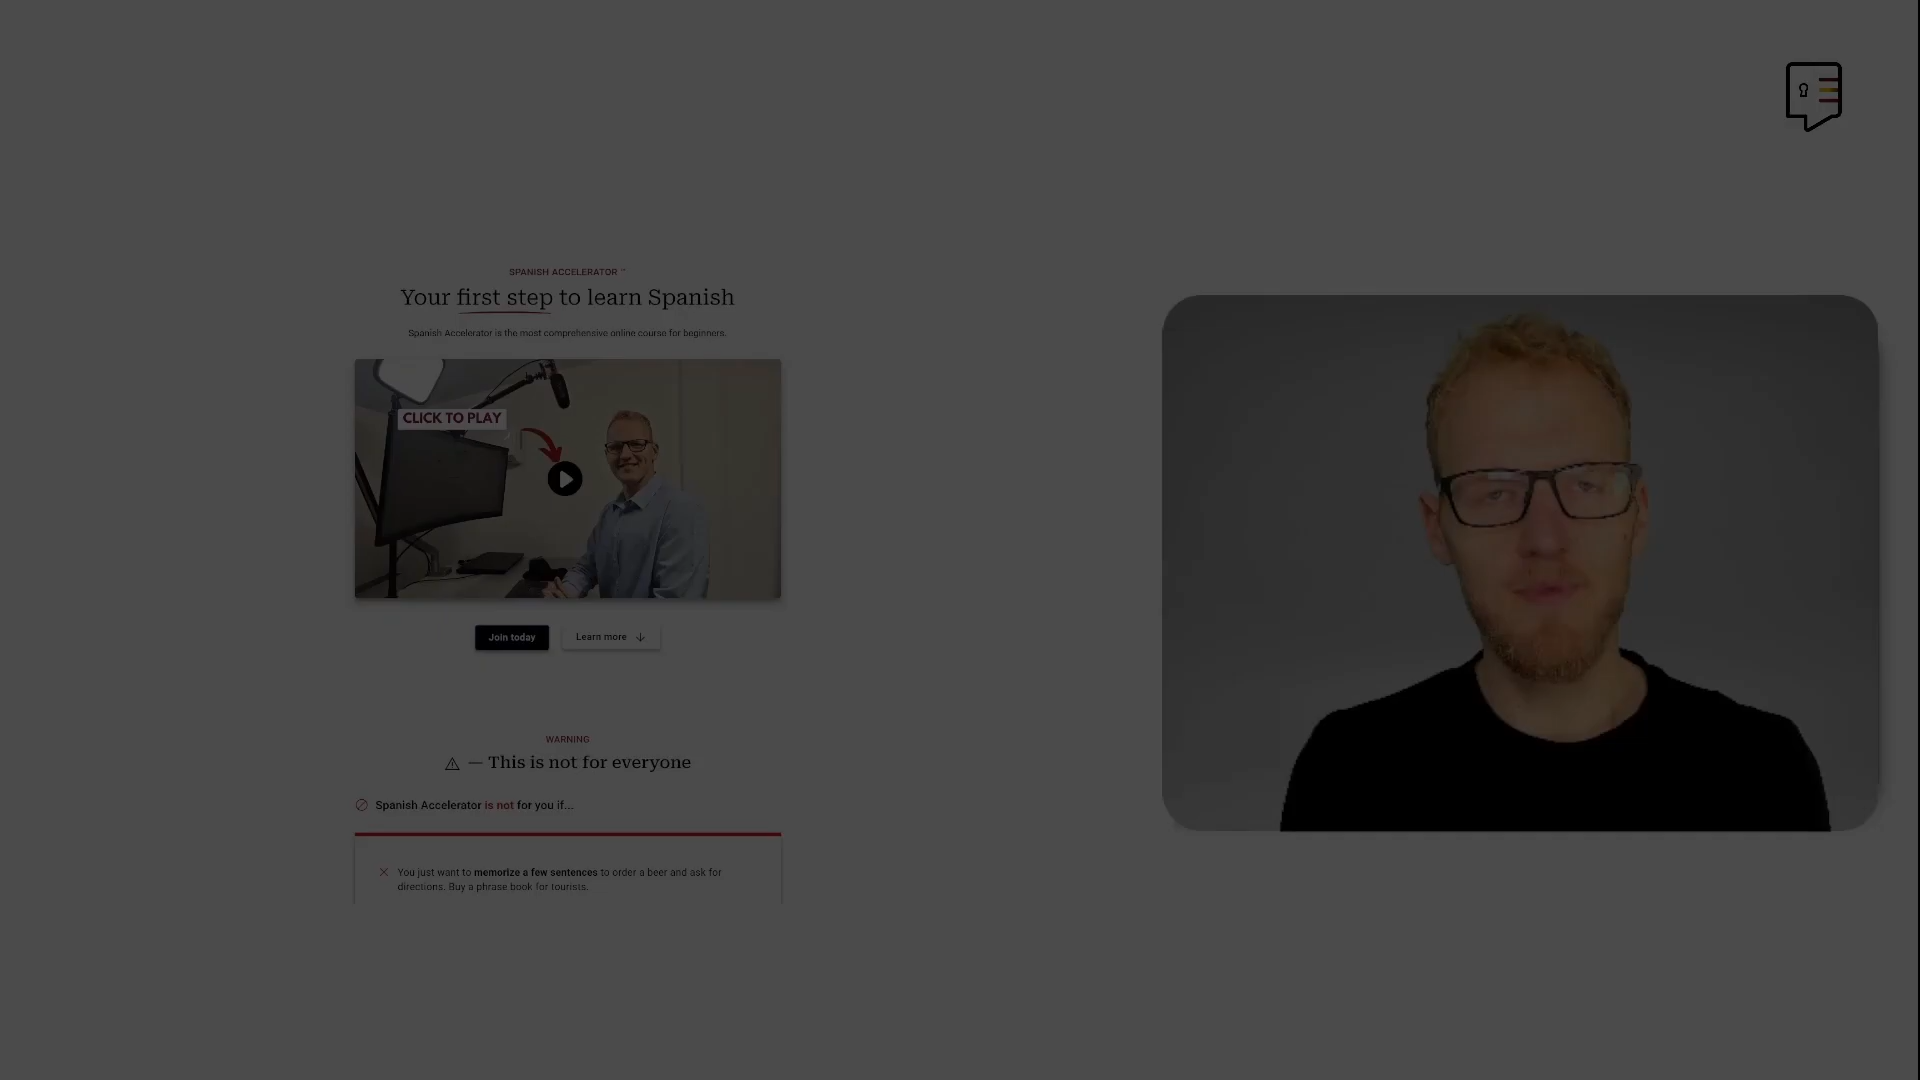 SPANISH ACCELERATOR ™
Your first step to learn Spanish
Spanish Accelerator is the most comprehensive online course for beginners.
CLICK TO PLAY
Join today
Learn more
WARNING
— This is not for everyone
Spanish Accelerator is not for you if...
You just want to memorize a few sentences to order a beer and ask for
directions. Buy a phrase book for tourists.